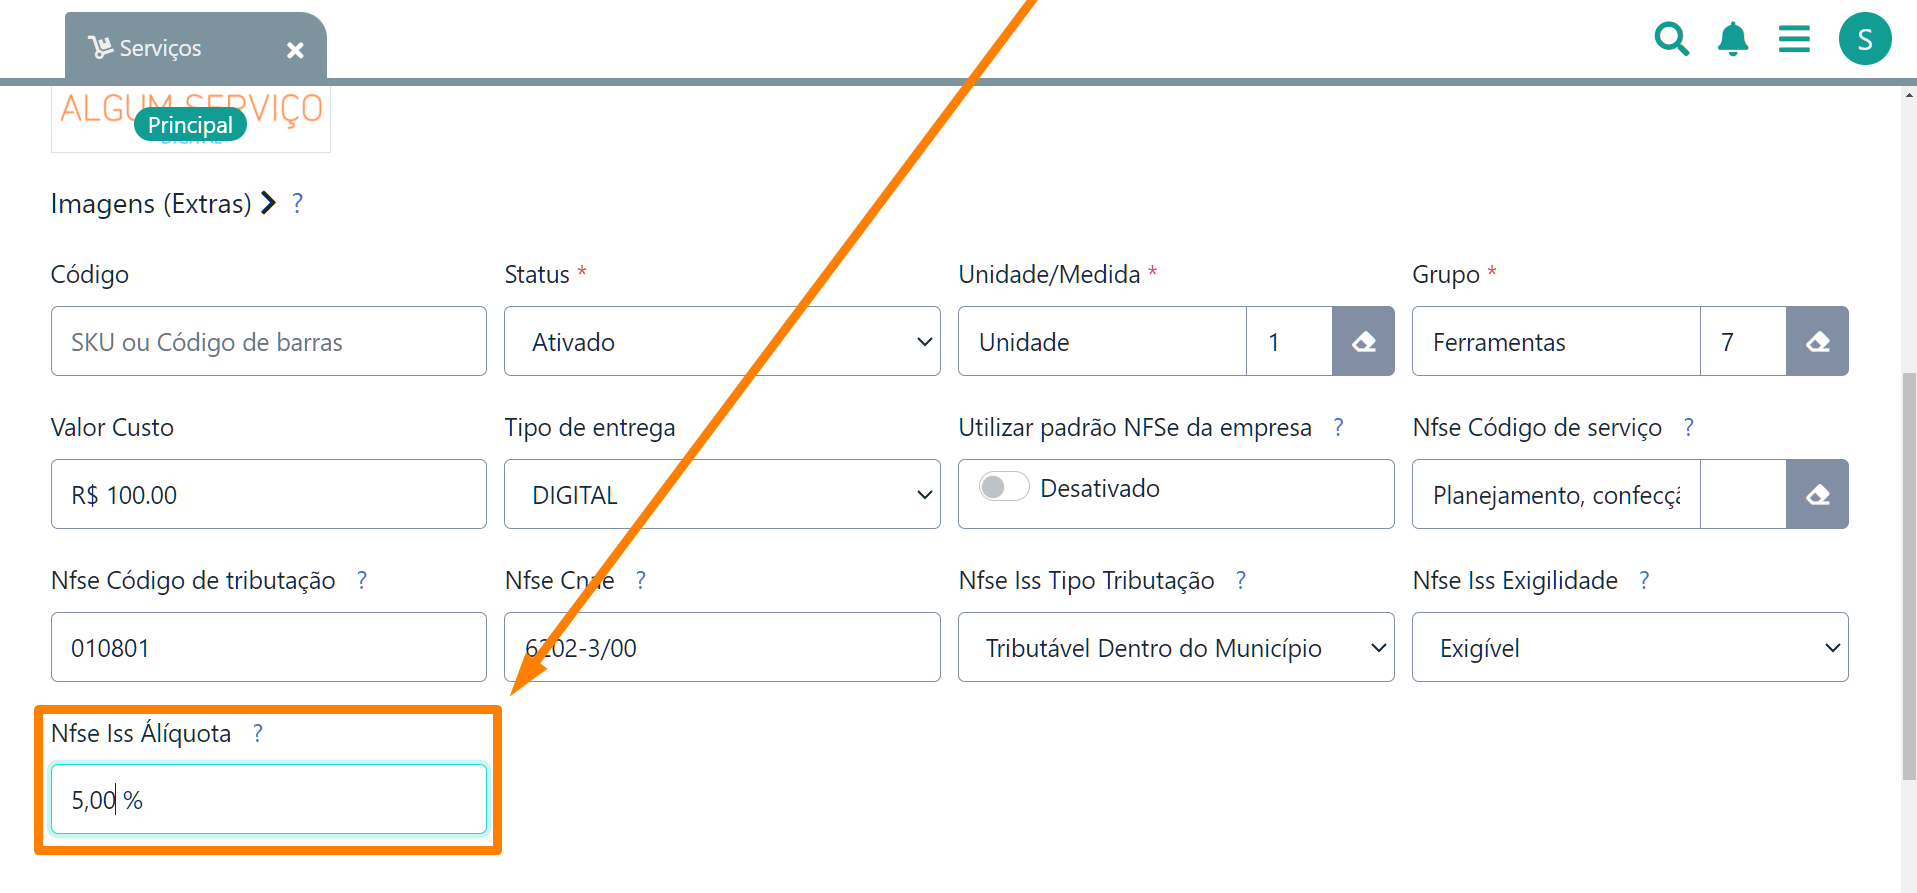 Serviços
S
ALGUM SERVIÇO
Principal
DIGITAL
Imagens (Extras) ?
Código
Status *
Unidade/Medida *
Grupo *
SKU ou Código de barras
Ativado
Unidade
1
Ferramentas
7
Valor Custo
Tipo de entrega
Utilizar padrão NFSe da empresa ?
Nfse Código de serviço ?
R$ 100.00
DIGITAL
Desativado
Planejamento, confecçã
Nfse Código de tributação ?
Nfse Cnae ?
Nfse Iss Tipo Tributação ?
Nfse Iss Exigilidade ?
010801
6202-3/00
Tributável Dentro do Município
Exigível
Nfse Iss Álíquota ?
5,00 %